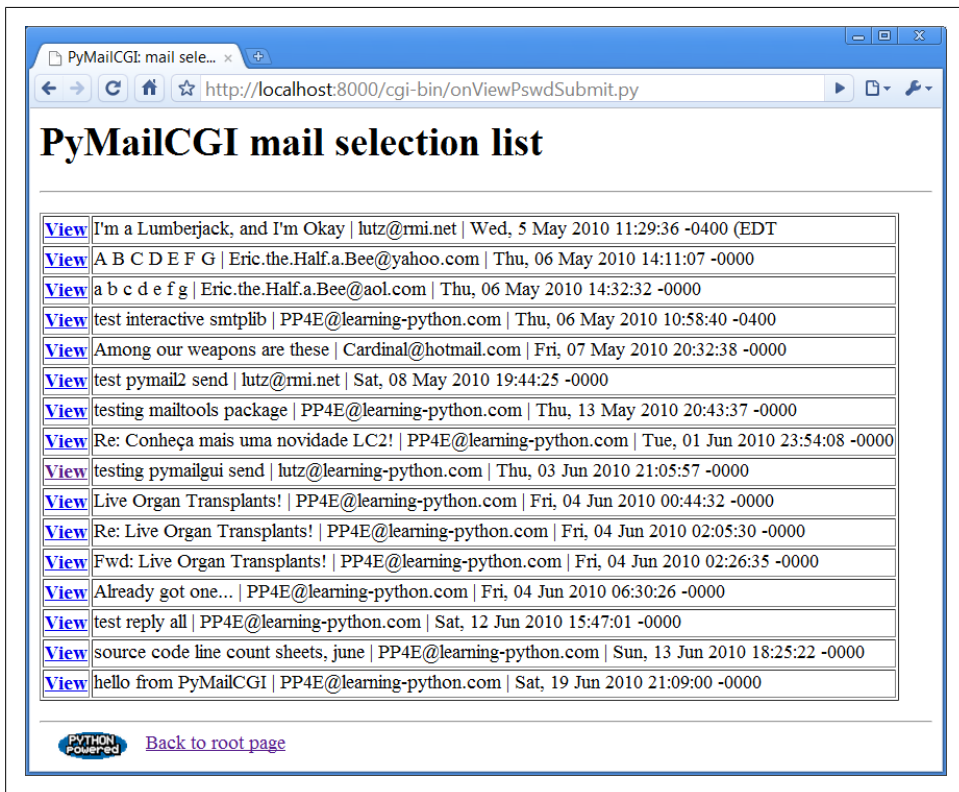 PyMailCGI: mail sele...
http://localhost:8000/cgi-bin/onViewPswdSubmit.py
PyMailCGI mail selection list
View I'm a Lumberjack, and I'm Okay | lutz@rmi.net | Wed, 5 May 2010 11:29:36 -0400 (EDT
View A B C D E F G | Eric.the.Half.a.Bee@yahoo.com | Thu, 06 May 2010 14:11:07 -0000
View a b c d e f g | Eric.the.Half.a.Bee@aol.com | Thu, 06 May 2010 14:32:32 -0000
View test interactive smtplib | PP4E@learning-python.com | Thu, 06 May 2010 10:58:40 -0400
View Among our weapons are these | Cardinal@hotmail.com | Fri, 07 May 2010 20:32:38 -0000
View test pymail2 send | lutz@rmi.net | Sat, 08 May 2010 19:44:25 -0000
View testing mailtools package | PP4E@learning-python.com | Thu, 13 May 2010 20:43:37 -0000
View Re: Conheça mais uma novidade LC2! | PP4E@learning-python.com | Tue, 01 Jun 2010 23:54:08 -0000
View testing pymailgui send | lutz@learning-python.com | Thu, 03 Jun 2010 21:05:57 -0000
View Live Organ Transplants! | PP4E@learning-python.com | Fri, 04 Jun 2010 00:44:32 -0000
View Re: Live Organ Transplants! | PP4E@learning-python.com | Fri, 04 Jun 2010 02:05:30 -0000
View Fwd: Live Organ Transplants! | PP4E@learning-python.com | Fri, 04 Jun 2010 02:26:35 -0000
View Already got one... | PP4E@learning-python.com | Fri, 04 Jun 2010 06:30:26 -0000
View test reply all | PP4E@learning-python.com | Sat, 12 Jun 2010 15:47:01 -0000
View source code line count sheets, june | PP4E@learning-python.com | Sun, 13 Jun 2010 18:25:22 -0000
View hello from PyMailCGI | PP4E@learning-python.com | Sat, 19 Jun 2010 21:09:00 -0000
PYTHON
Powered
Back to root page